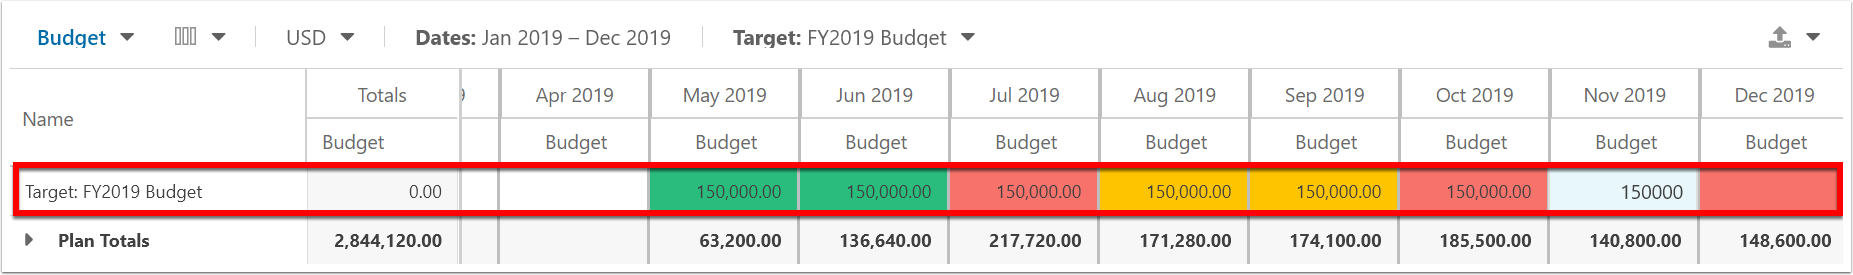 Budget USD Dates: Jan 2019 – Dec 2019 Target: FY2019 Budget
Name Totals 9 Apr 2019 May 2019 Jun 2019 Jul 2019 Aug 2019 Sep 2019 Oct 2019 Nov 2019 Dec 2019
Budget Budget Budget Budget Budget Budget Budget Budget Budget Budget
Target: FY2019 Budget 0.00 150,000.00 150,000.00 150,000.00 150,000.00 150,000.00 150,000.00 150000
Plan Totals 2,844,120.00 63,200.00 136,640.00 217,720.00 171,280.00 174,100.00 185,500.00 140,800.00 148,600.00